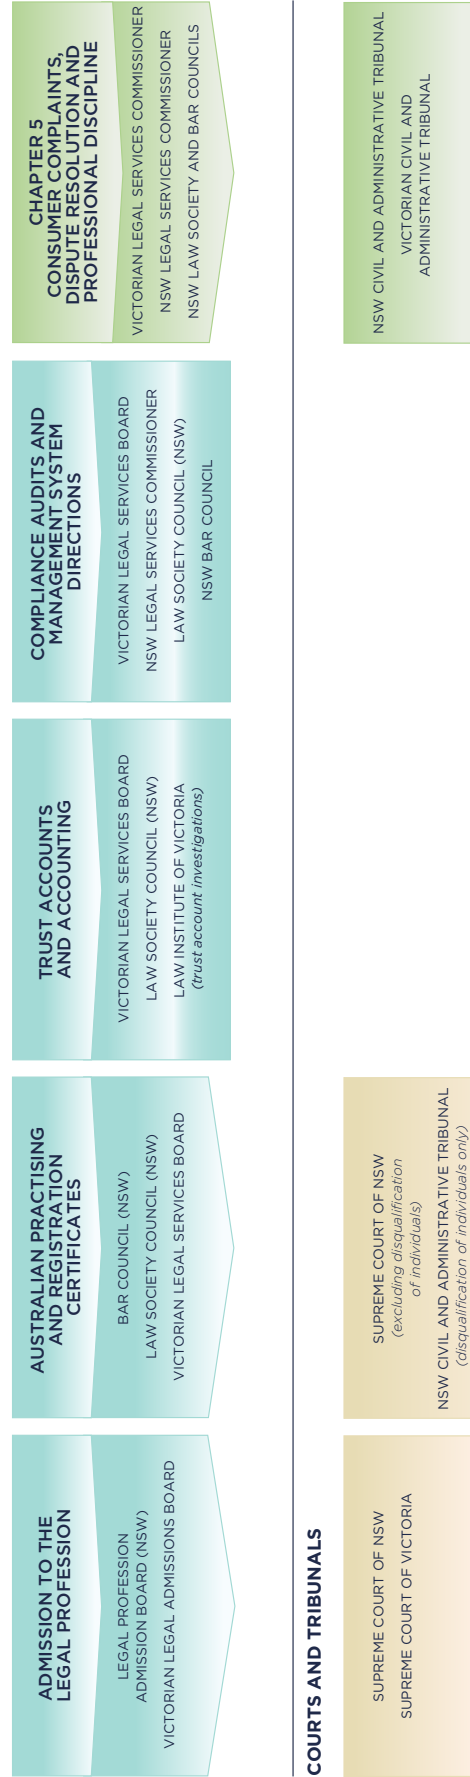 ADMISSION TO THE
LEGAL PROFESSION
LEGAL PROFESSION
ADMISSION BOARD (NSW)
VICTORIAN LEGAL ADMISSIONS BOARD
AUSTRALIAN PRACTISING
AND REGISTRATION
CERTIFICATES
BAR COUNCIL (NSW)
LAW SOCIETY COUNCIL (NSW)
VICTORIAN LEGAL SERVICES BOARD
TRUST ACCOUNTS
AND ACCOUNTING
VICTORIAN LEGAL SERVICES BOARD
LAW SOCIETY COUNCIL (NSW)
LAW INSTITUTE OF VICTORIA
(trust account investigations)
COMPLIANCE AUDITS AND
MANAGEMENT SYSTEM
DIRECTIONS
VICTORIAN LEGAL SERVICES BOARD
NSW LEGAL SERVICES COMMISSIONER
LAW SOCIETY COUNCIL (NSW)
NSW BAR COUNCIL
CHAPTER 5
CONSUMER COMPLAINTS,
DISPUTE RESOLUTION AND
PROFESSIONAL DISCIPLINE
VICTORIAN LEGAL SERVICES COMMISSIONER
NSW LEGAL SERVICES COMMISSIONER
NSW LAW SOCIETY AND BAR COUNCILS
COURTS AND TRIBUNALS
SUPREME COURT OF NSW
SUPREME COURT OF VICTORIA
SUPREME COURT OF NSW
(excluding disqualification
of individuals)
NSW CIVIL AND ADMINISTRATIVE TRIBUNAL
(disqualification of individuals only)
NSW CIVIL AND ADMINISTRATIVE TRIBUNAL
VICTORIAN CIVIL AND
ADMINISTRATIVE TRIBUNAL